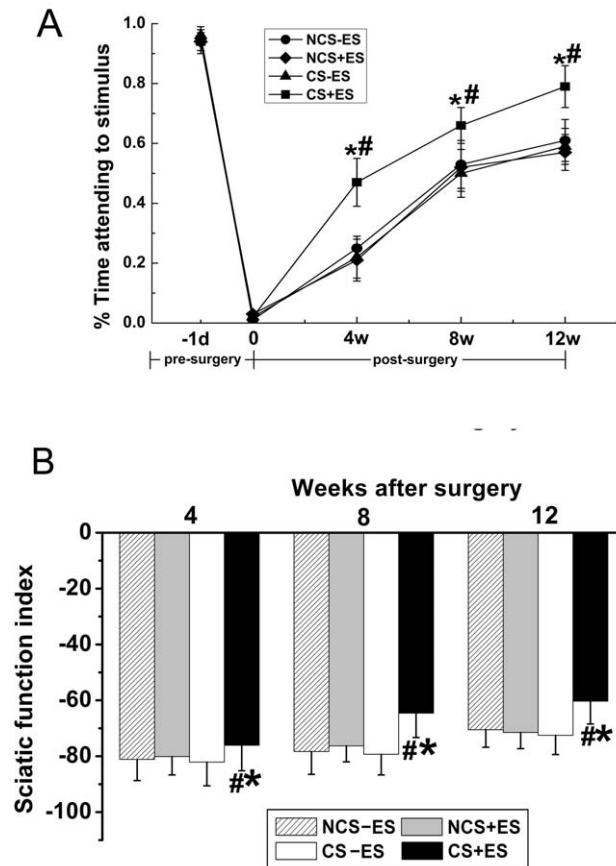 A
NCS-ES
NCS+ES
CS-ES
CS+ES
% Time attending to stimulus
1.0
0.8
0.6
0.4
0.2
0.0
*#
*#
*#
-1d 0 4w 8w 12w
pre-surgery post-surgery
B
Weeks after surgery
4 8 12
Sciatic function index
0
-20
-40
-60
-80
-100
#*
#*
#*
NCS−ES NCS+ES
CS−ES CS+ES